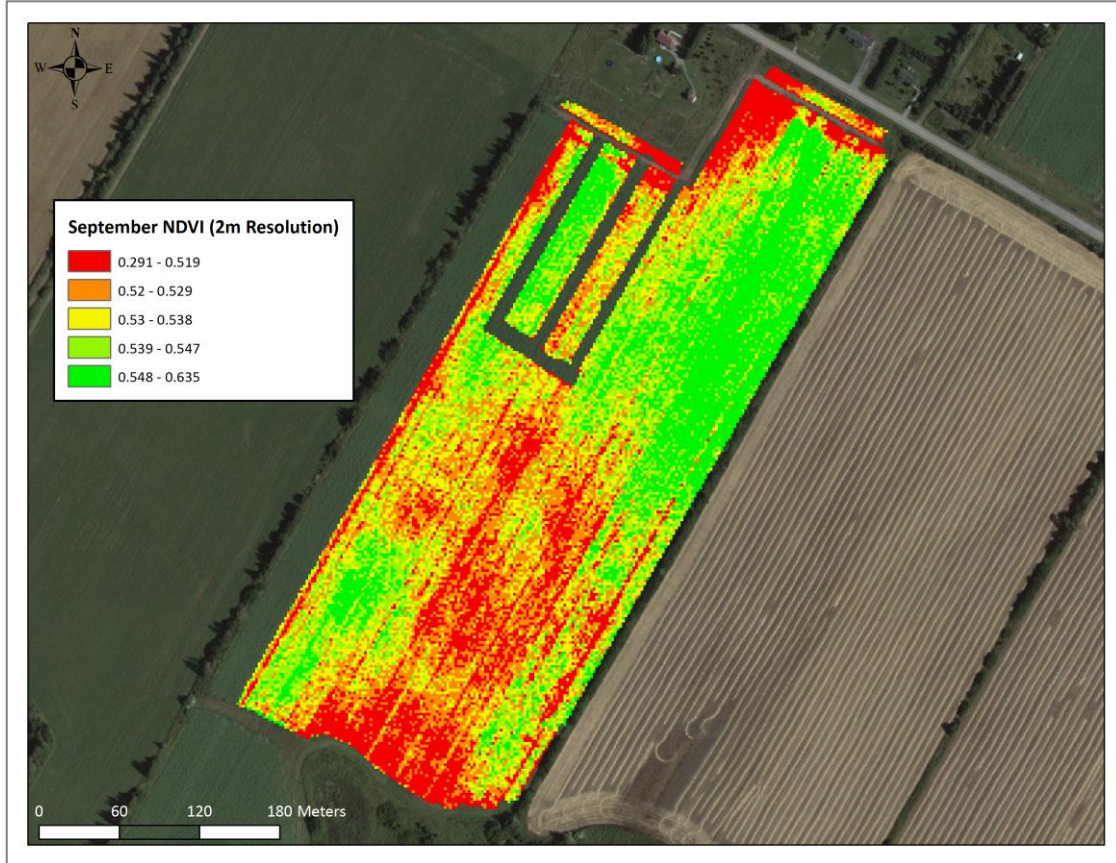 N
W E
S
September NDVI (2m Resolution)
0.291 - 0.519
0.52 - 0.529
0.53 - 0.538
0.539 - 0.547
0.548 - 0.635
0 60 120 180 Meters